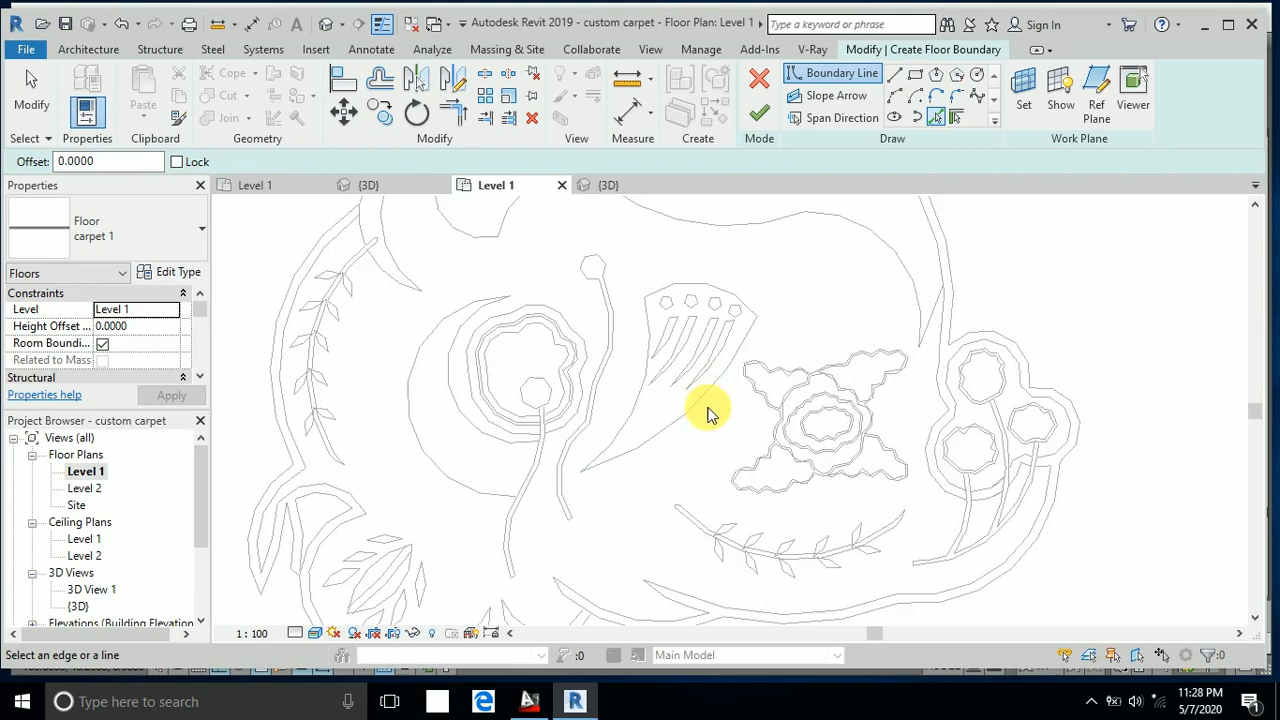 Autodesk Revit 2019 - custom carpet - Floor Plan: Level 1
Type a keyword or phrase
Sign In
File Architecture Structure Steel Systems Insert Annotate Analyze Massing & Site Collaborate View Manage Add-Ins V-Ray Modify | Create Floor Boundary
Modify
Properties
Paste
Cope
Cut
Join
Boundary Line
Slope Arrow
Span Direction
Set
Show
Ref Plane
Viewer
Select Properties Clipboard Geometry Modify View Measure Create Mode Draw Work Plane
Offset: 0.0000 Lock
Properties
Level 1 {3D} Level 1 {3D}
Floor
carpet 1
Floors
Edit Type
Constraints
Level Level 1
Height Offset ... 0.0000
Room Boundi...
Related to Mass
Structural
Properties help
Apply
Project Browser - custom carpet
Views (all)
Floor Plans
Level 1
Level 2
Site
Ceiling Plans
Level 1
Level 2
3D Views
3D View 1
{3D}
Elevations (Building Elevation
1 : 100
Select an edge or a line
:0
Main Model
:0
Type here to search
11:28 PM
5/7/2020